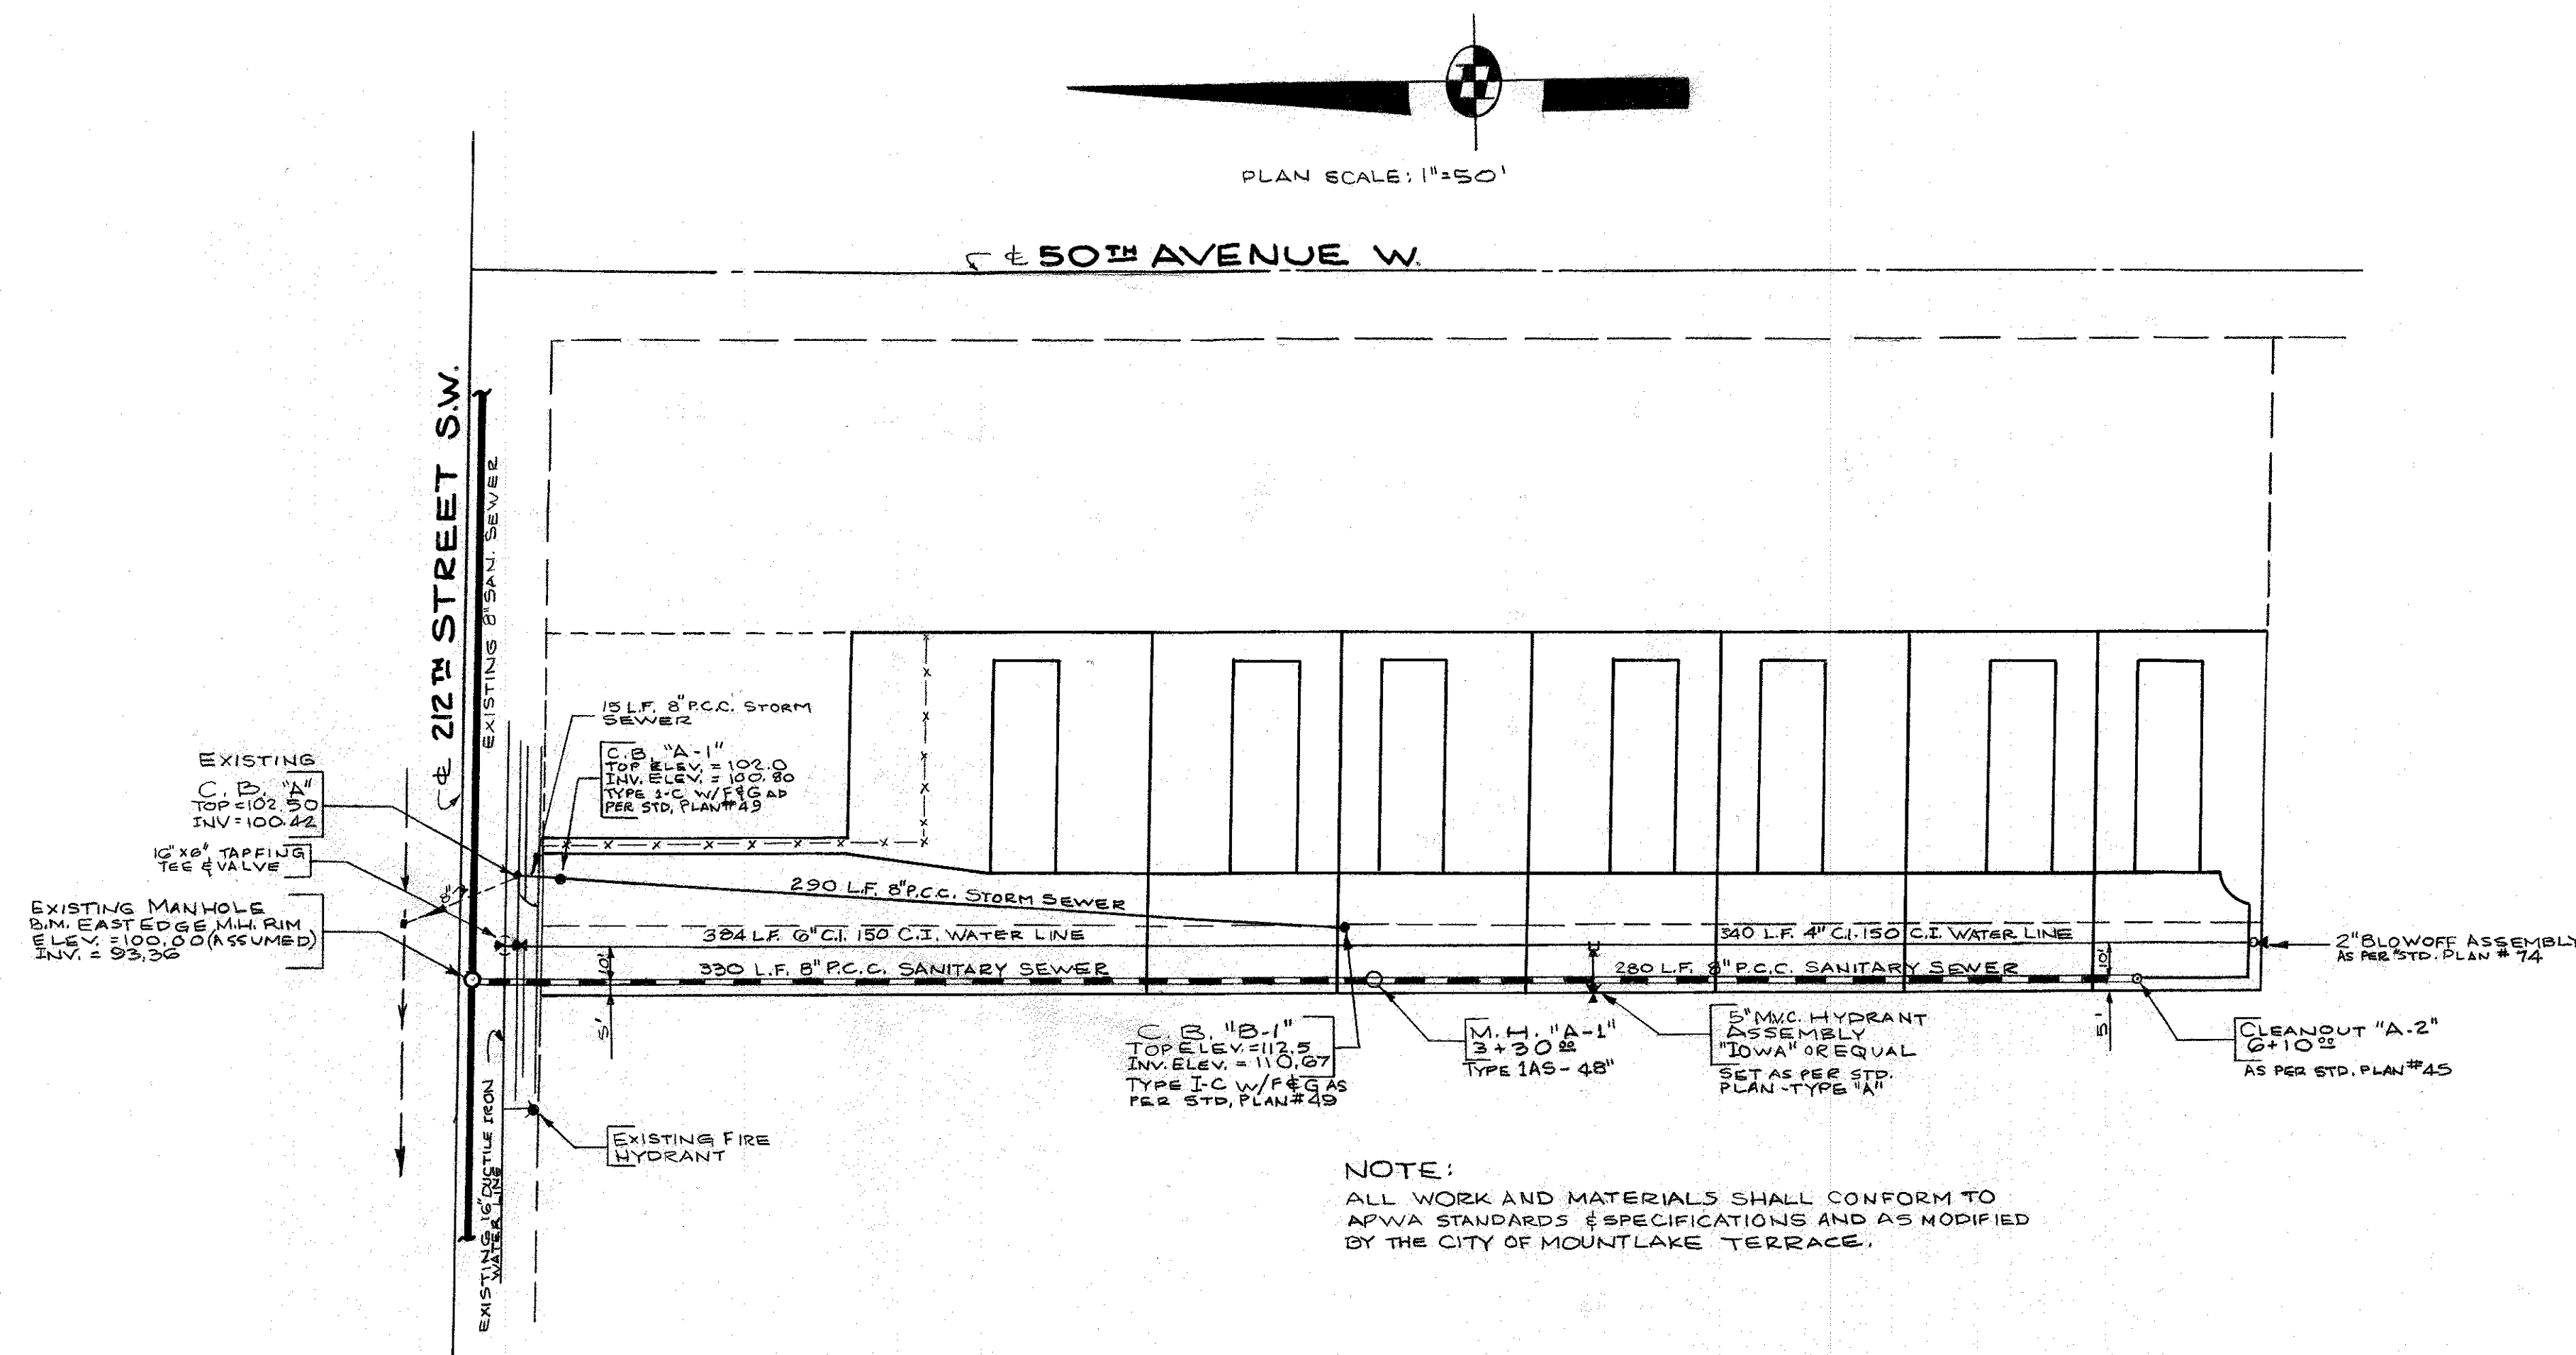 PLAN SCALE: 1"=50'
℄ 50TH AVENUE W.
℄ 212TH STREET S.W.
EXISTING 8" SAN. SEWER
15 L.F. 8" P.C.C. STORM
SEWER
C.B. "A-1"
TOP ELEV. = 102.0
INV. ELEV. = 100.80
TYPE 1-C W/F&G AD
PER STD. PLAN #49
EXISTING
C. B. "A"
TOP = 102.50
INV = 100.42
16" X 6" TAPPING
TEE & VALVE
EXISTING MANHOLE
B.M. EAST EDGE M.H. RIM
ELEV. = 100.00 (ASSUMED)
INV. = 93.36
8"
290 L.F. 8" P.C.C. STORM SEWER
384 L.F. 6" C.I. 150 C.I. WATER LINE
340 L.F. 4" C.I. 150 C.I. WATER LINE
10'
10'
330 L.F. 8" P.C.C. SANITARY SEWER
280 L.F. 8" P.C.C. SANITARY SEWER
2" BLOWOFF ASSEMBLY
AS PER STD. PLAN # 74
5'
5'
C. B. "B-1"
TOP ELEV. = 112.5
INV. ELEV. = 110.67
TYPE I-C W/F&G AS
PER STD. PLAN #49
M. H. "A-1"
3+30 00
TYPE 1AS - 48"
5" M.V.C. HYDRANT
ASSEMBLY
"IOWA" OR EQUAL
SET AS PER STD.
PLAN - TYPE "A"
CLEANOUT "A-2"
6+10 00
AS PER STD. PLAN #45
EXISTING 16" DUCTILE IRON
WATER LINE
EXISTING FIRE
HYDRANT
NOTE:
ALL WORK AND MATERIALS SHALL CONFORM TO
APWA STANDARDS & SPECIFICATIONS AND AS MODIFIED
BY THE CITY OF MOUNTLAKE TERRACE.